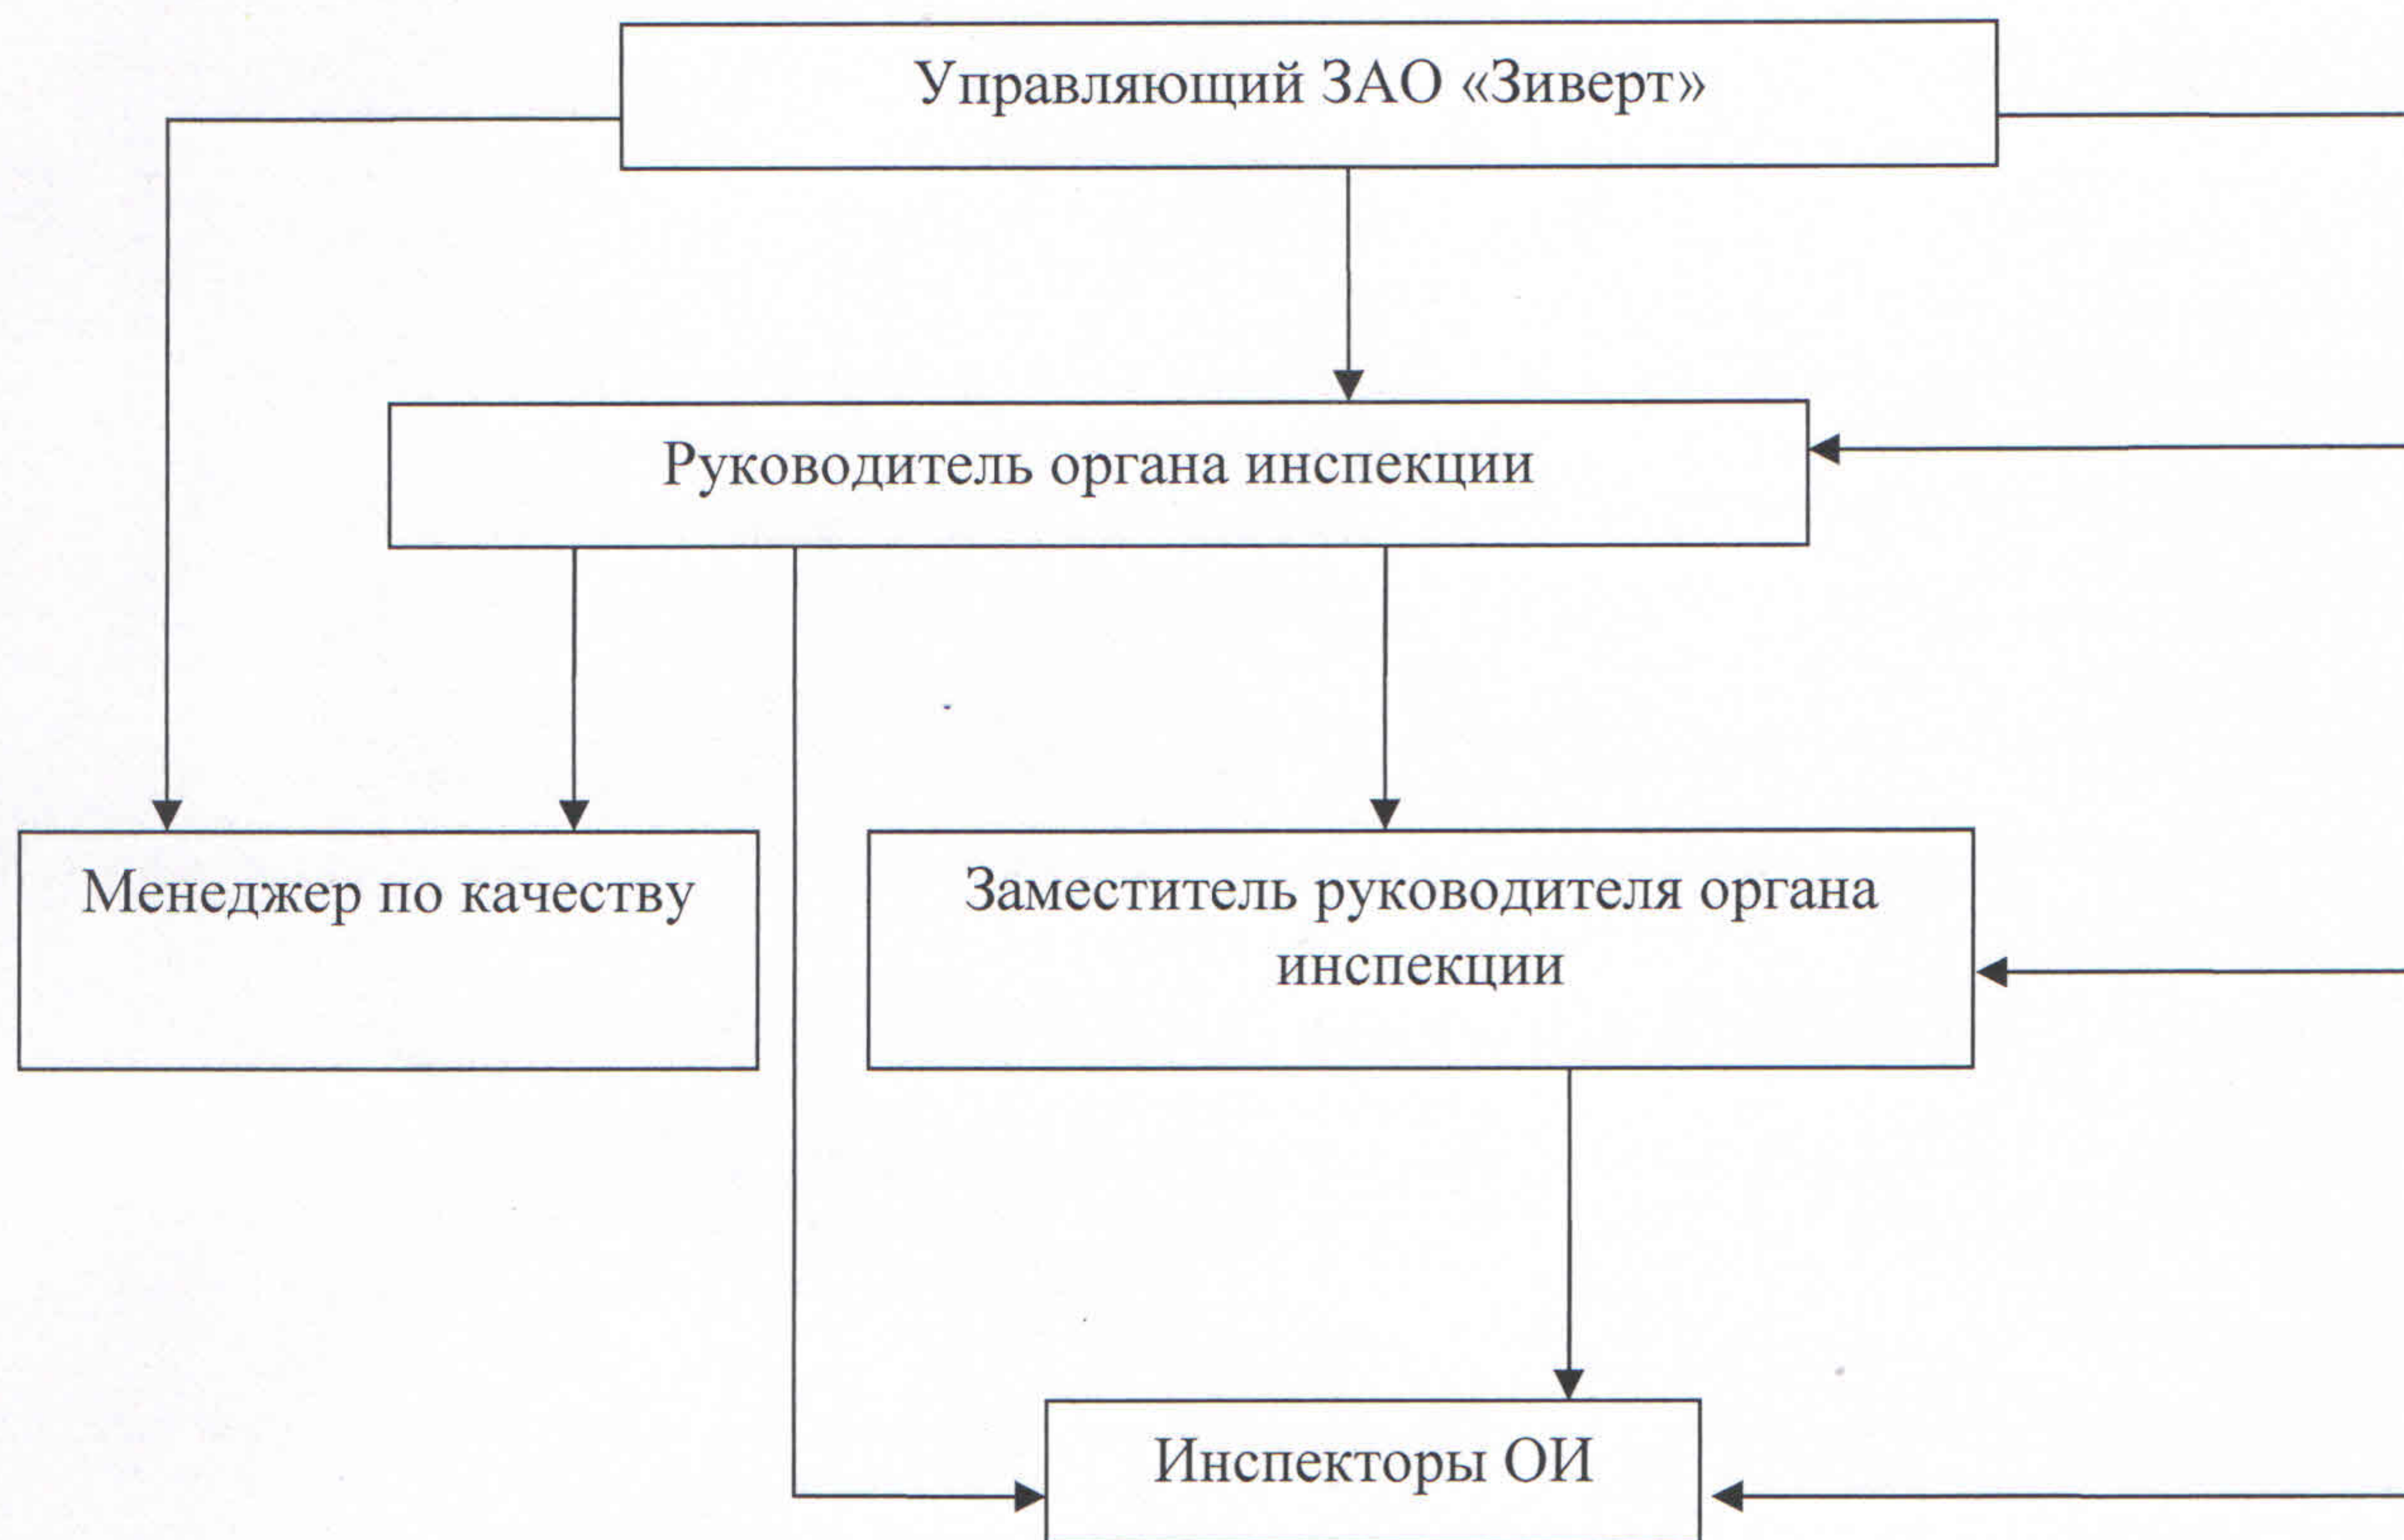 Управляющий ЗАО «Зиверт»
Руководитель органа инспекции
Менеджер по качеству
Заместитель руководителя органа
инспекции
Инспекторы ОИ